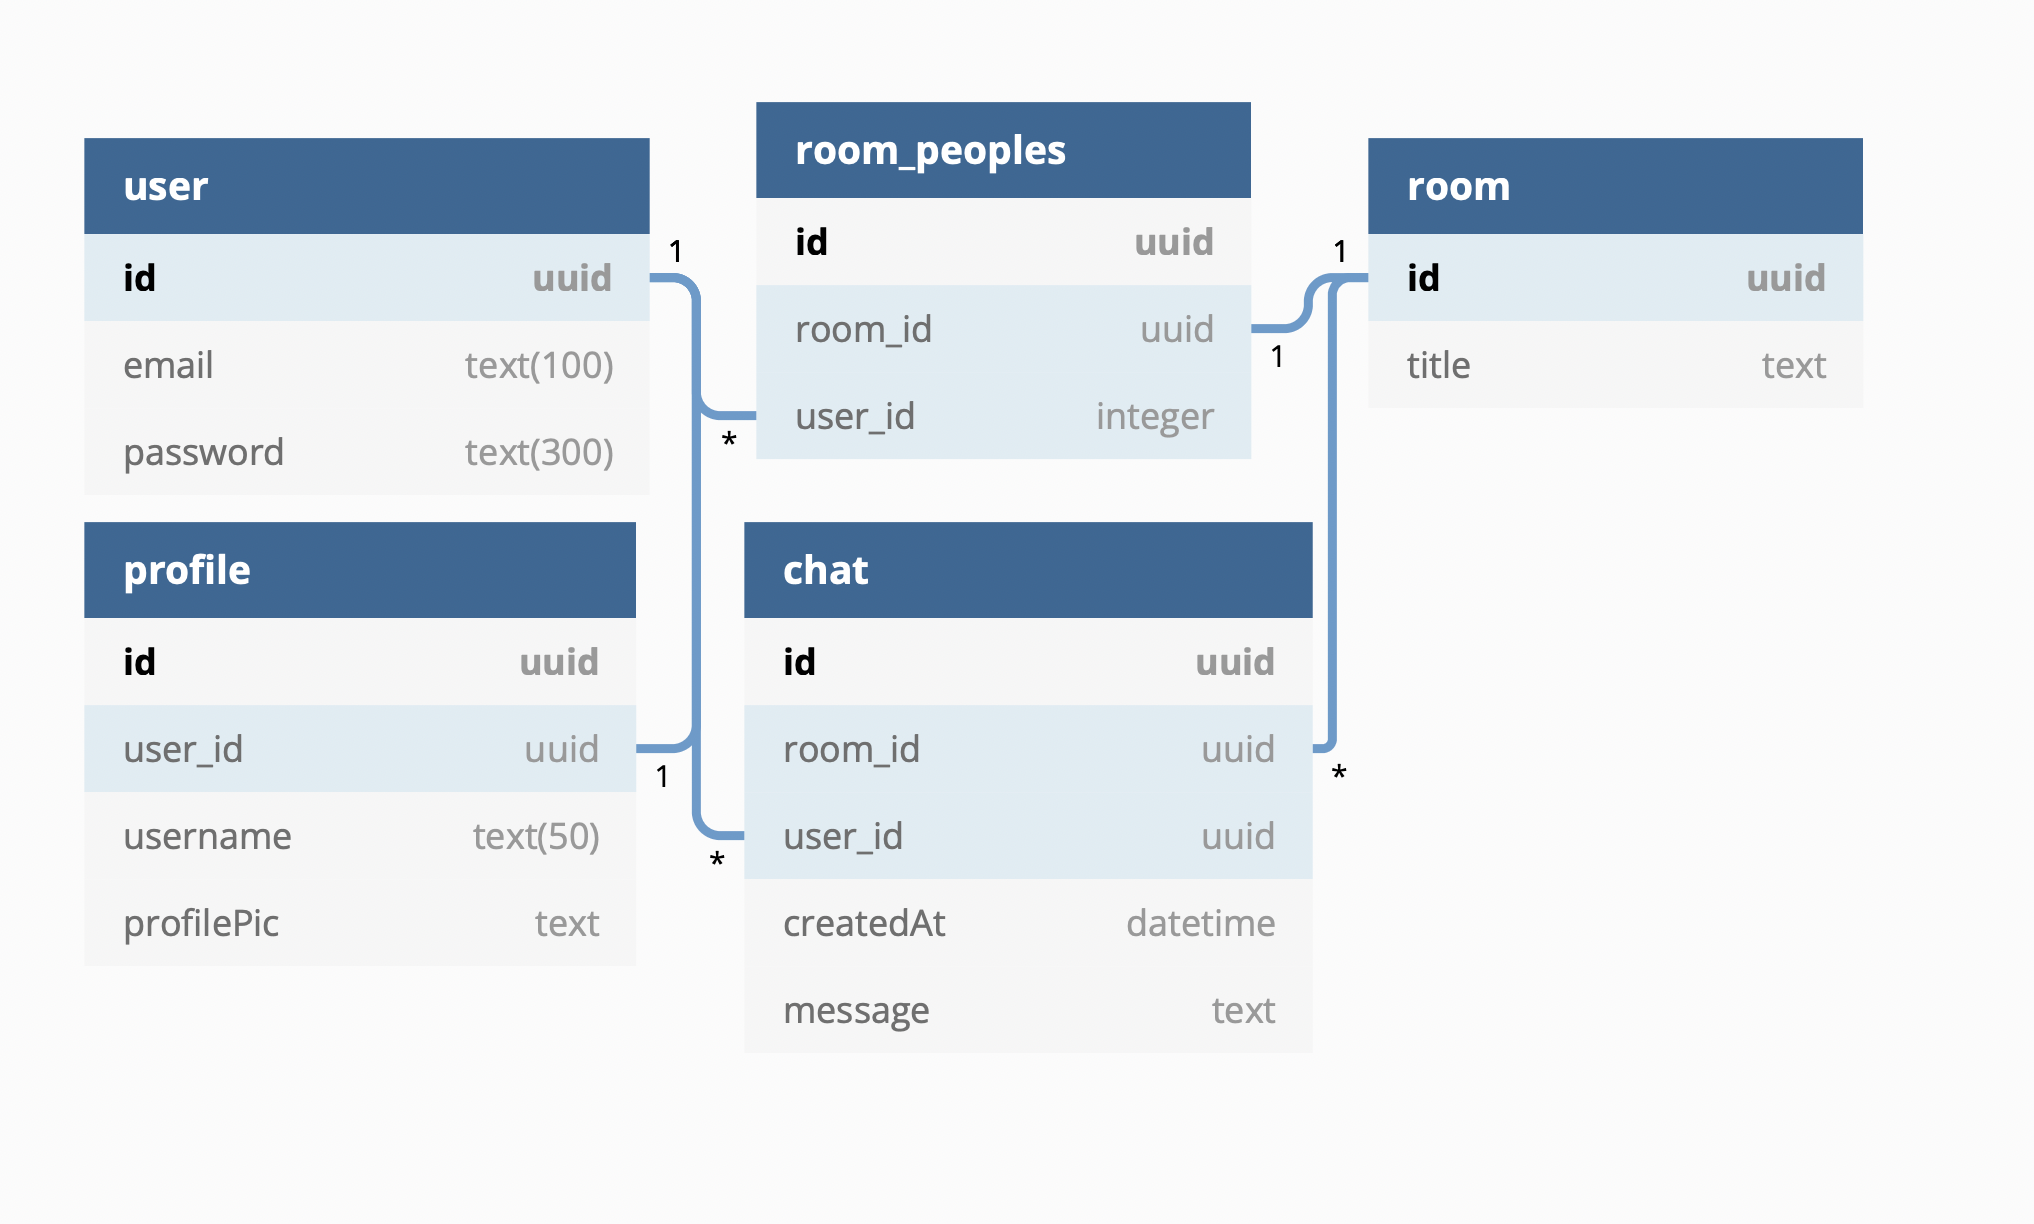 user
id uuid
email text(100)
password text(300)
1
room_peoples
id uuid
room_id uuid
user_id integer
*
1
1
room
id uuid
title text
profile
id uuid
user_id uuid
username text(50)
profilePic text
1
*
chat
id uuid
room_id uuid
user_id uuid
createdAt datetime
message text
*